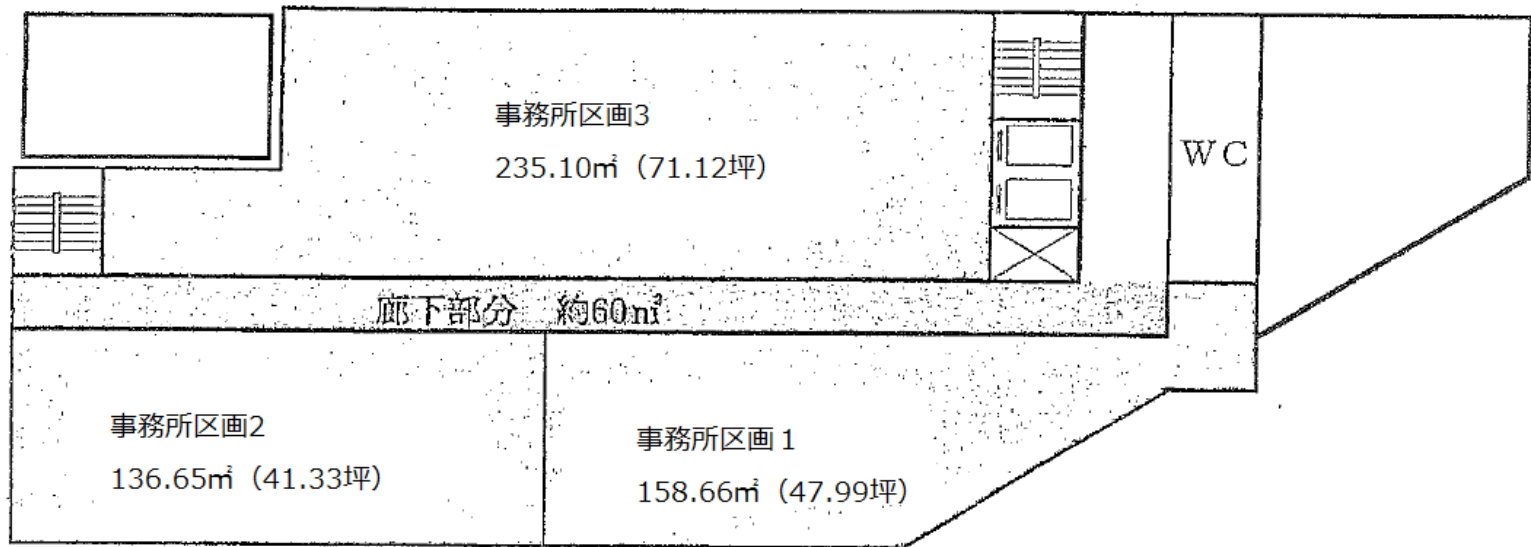 事務所区画3
235.10㎡（71.12坪）
WC
廊下部分　約60㎡
事務所区画2
136.65㎡（41.33坪）
事務所区画１
158.66㎡（47.99坪）